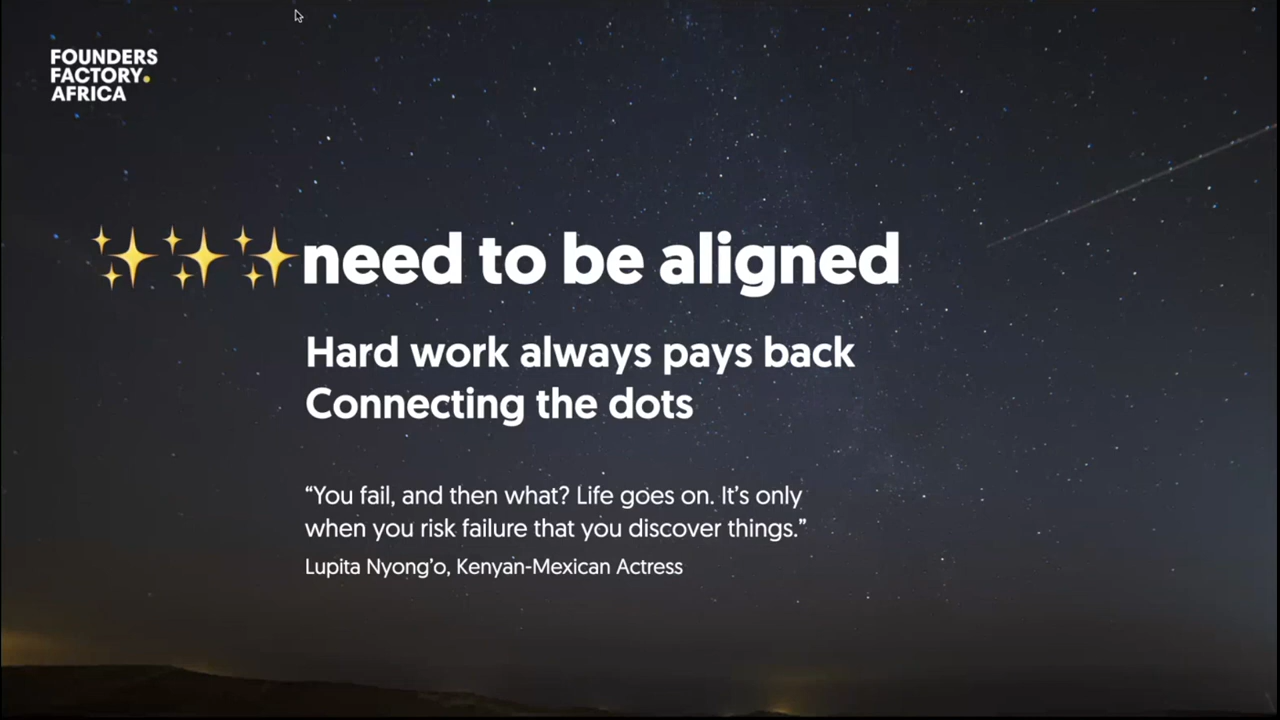 FOUNDERS
FACTORY.
AFRICA
✨✨✨need to be aligned
Hard work always pays back
Connecting the dots
“You fail, and then what? Life goes on. It’s only
when you risk failure that you discover things.”
Lupita Nyong’o, Kenyan-Mexican Actress